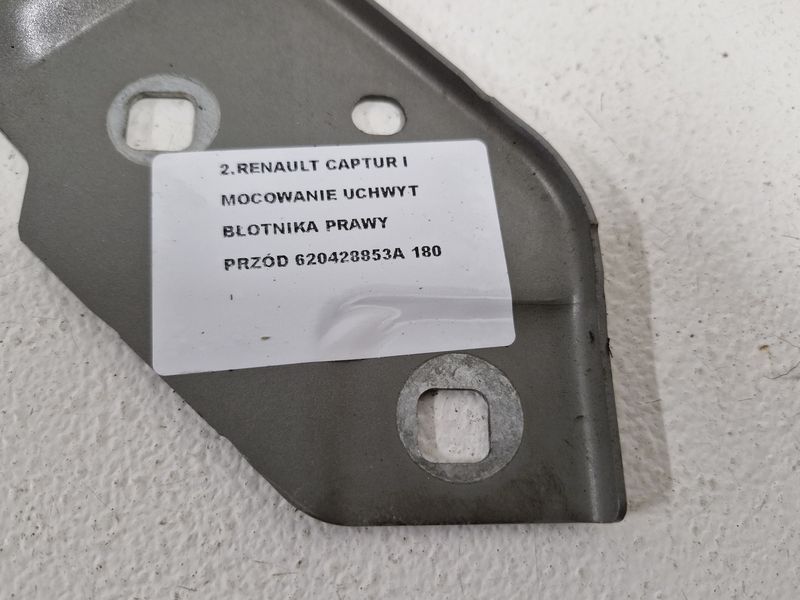 2.RENAULT CAPTUR I
MOCOWANIE UCHWYT
BŁOTNIKA PRAWY
PRZÓD 620428853A 180